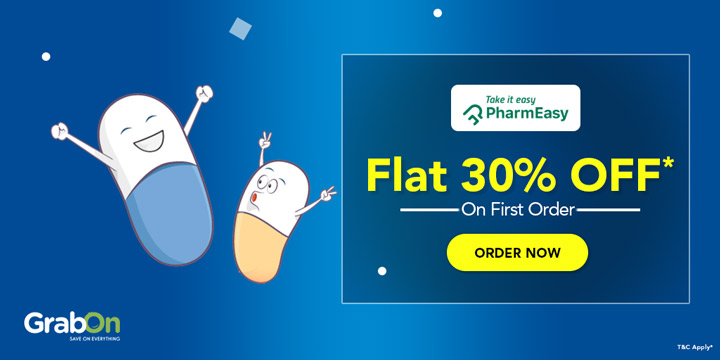 Take it easy
PharmEasy
Flat 30% OFF*
On First Order
ORDER NOW
GrabOn
SAVE ON EVERYTHING
T&C Apply*